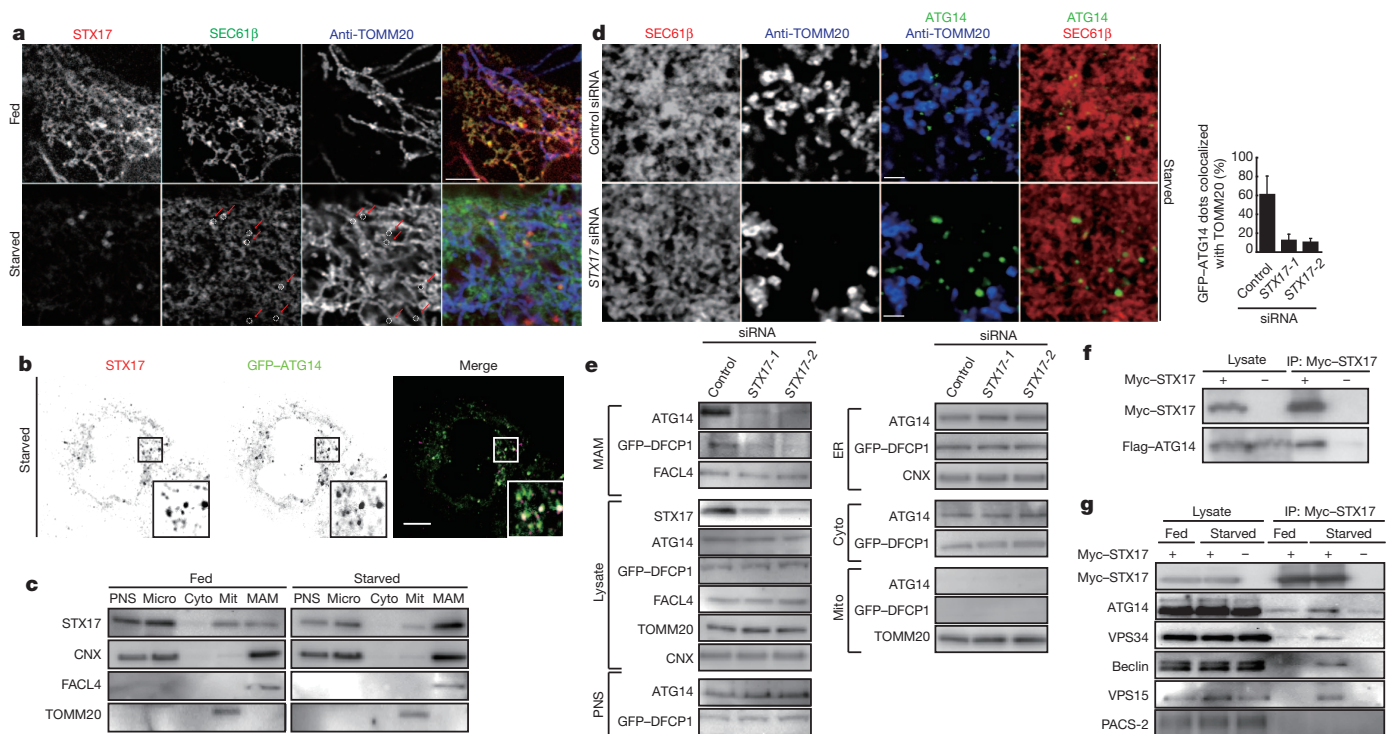 a
STX17 SEC61β Anti-TOMM20
Fed
Starved
b
STX17 GFP–ATG14 Merge
Starved
c
Fed Starved
PNS Micro Cyto Mit MAM PNS Micro Cyto Mit MAM
STX17
CNX
FACL4
TOMM20
d
ATG14 ATG14
SEC61β Anti-TOMM20 Anti-TOMM20 SEC61β
Control siRNA
STX17 siRNA
Starved
GFP–ATG14 dots colocalized
with TOMM20 (%)
100
80
60
40
20
0
Control STX17-1 STX17-2
siRNA
e
siRNA
Control STX17-1 STX17-2
MAM
ATG14
GFP–DFCP1
FACL4
Lysate
STX17
ATG14
GFP–DFCP1
FACL4
TOMM20
CNX
PNS
ATG14
GFP–DFCP1
siRNA
Control STX17-1 STX17-2
ER
ATG14
GFP–DFCP1
CNX
Cyto
ATG14
GFP–DFCP1
Mito
ATG14
GFP–DFCP1
TOMM20
f
Lysate IP: Myc–STX17
Myc–STX17 + − + −
Myc–STX17
Flag–ATG14
g
Lysate IP: Myc–STX17
Fed Starved Fed Starved
Myc–STX17 + + − + + −
Myc–STX17
ATG14
VPS34
Beclin
VPS15
PACS-2